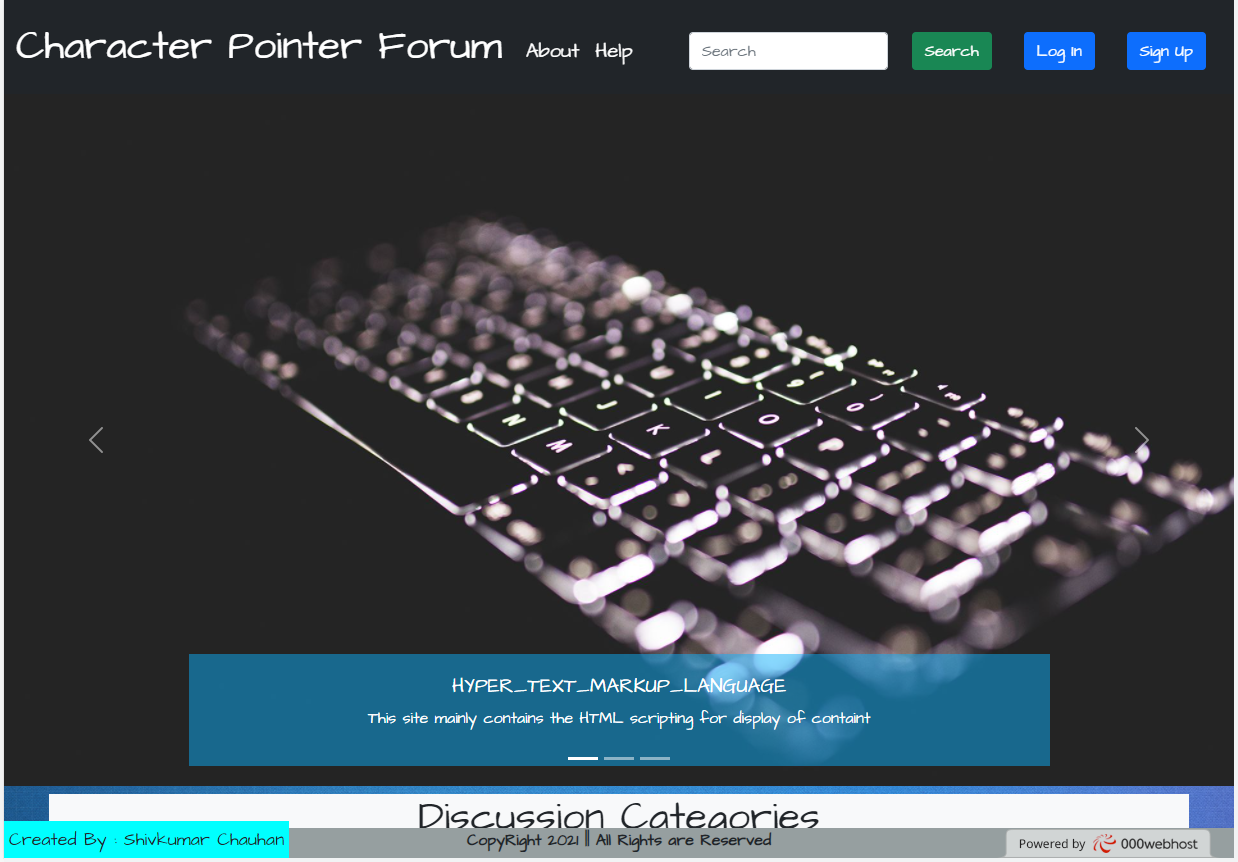 Character Pointer Forum About Help Search Search Log In Sign Up
HYPER_TEXT_MARKUP_LANGUAGE
This site mainly contains the HTML scripting for display of containt
Discussion Categories
Created By : Shivkumar Chauhan
CopyRight 2021 || All Rights are Reserved
Powered by 000webhost